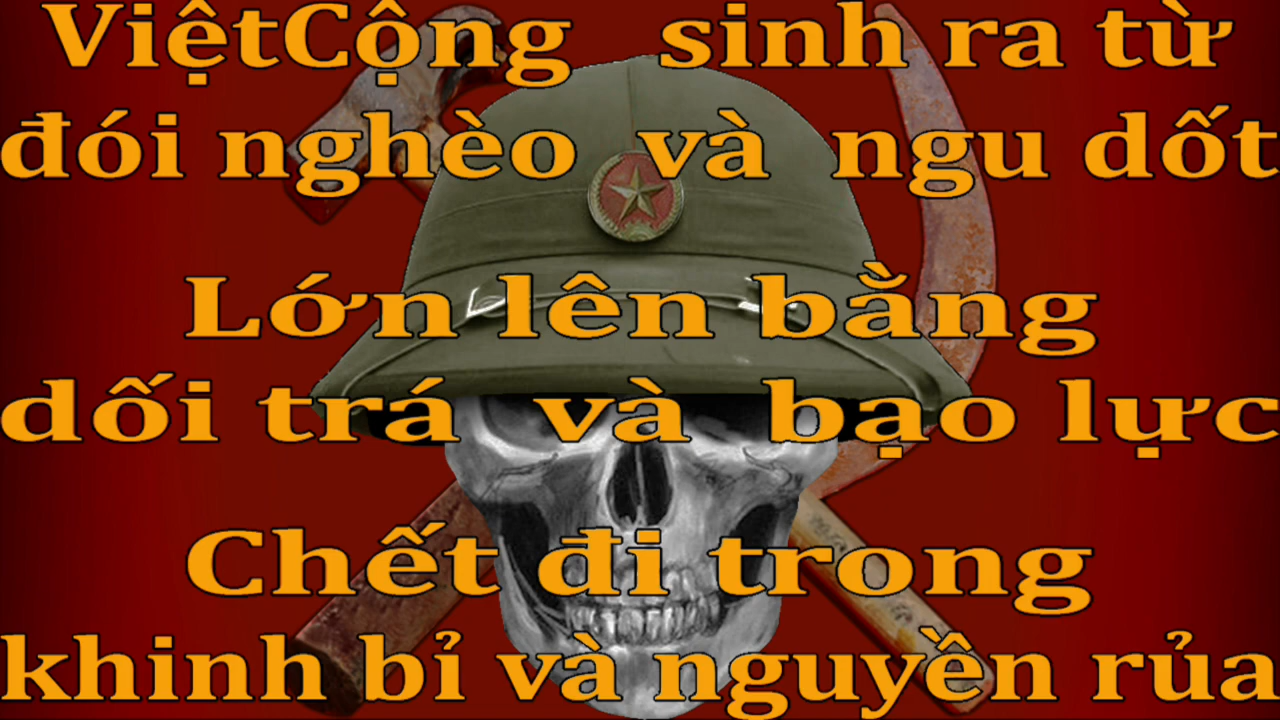 ViệtCộng sinh ra từ
đói nghèo và ngu dốt
Lớn lên bằng
dối trá và bạo lực
Chết đi trong
khinh bỉ và nguyền rủa